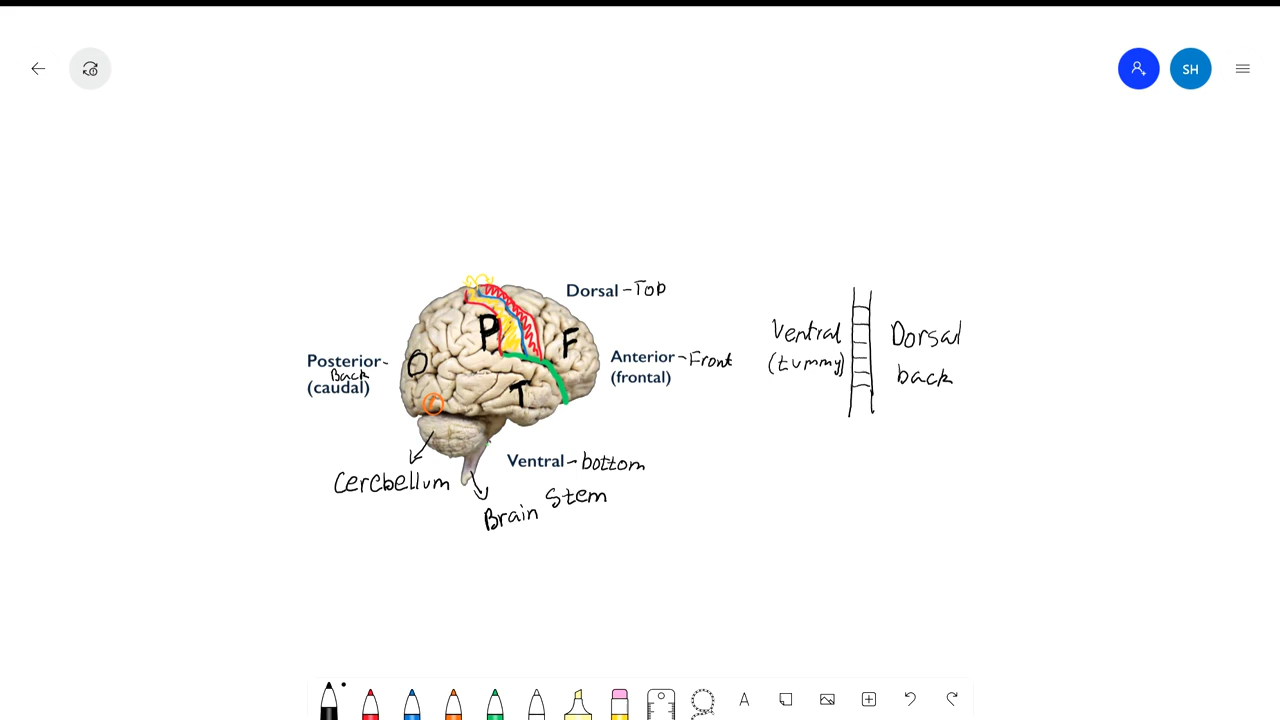 SH
Dorsal - Top
Posterior-
Back
(caudal)
O
P
F
T
Anterior - Front
(frontal)
Ventral - bottom
Cerebellum
Brain Stem
Ventral
(tummy)
Dorsal
back
A